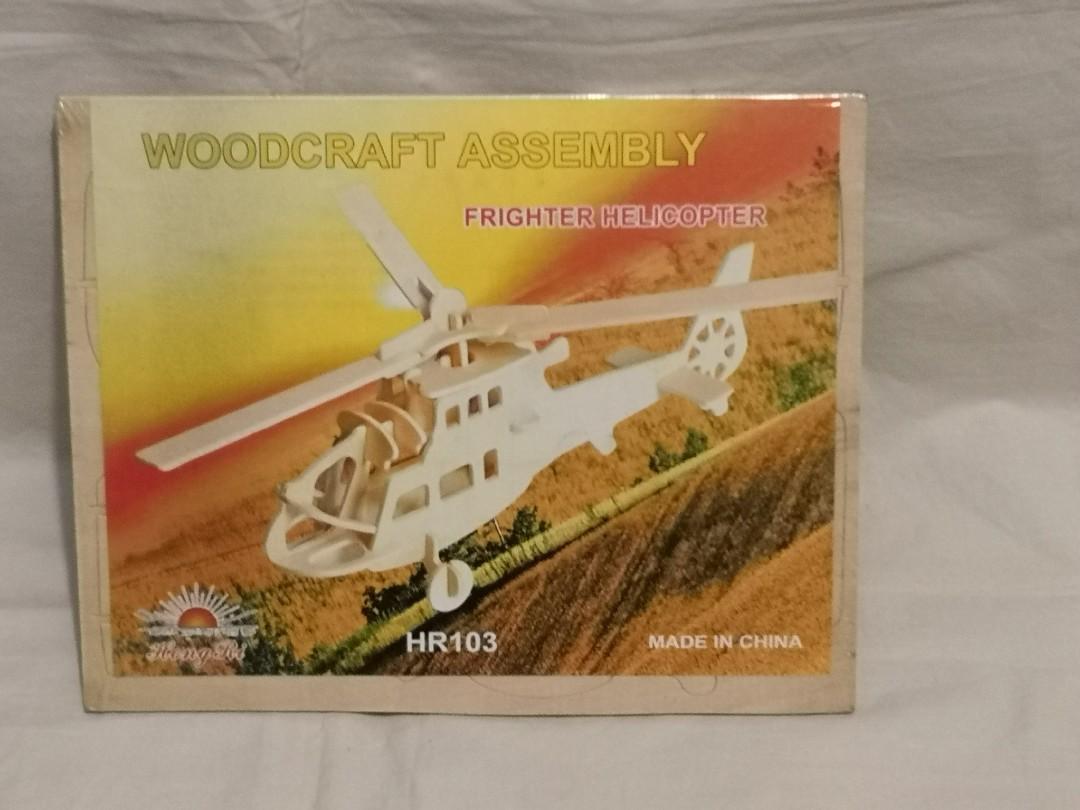 WOODCRAFT ASSEMBLY
FRIGHTER HELICOPTER
HR103
MADE IN CHINA